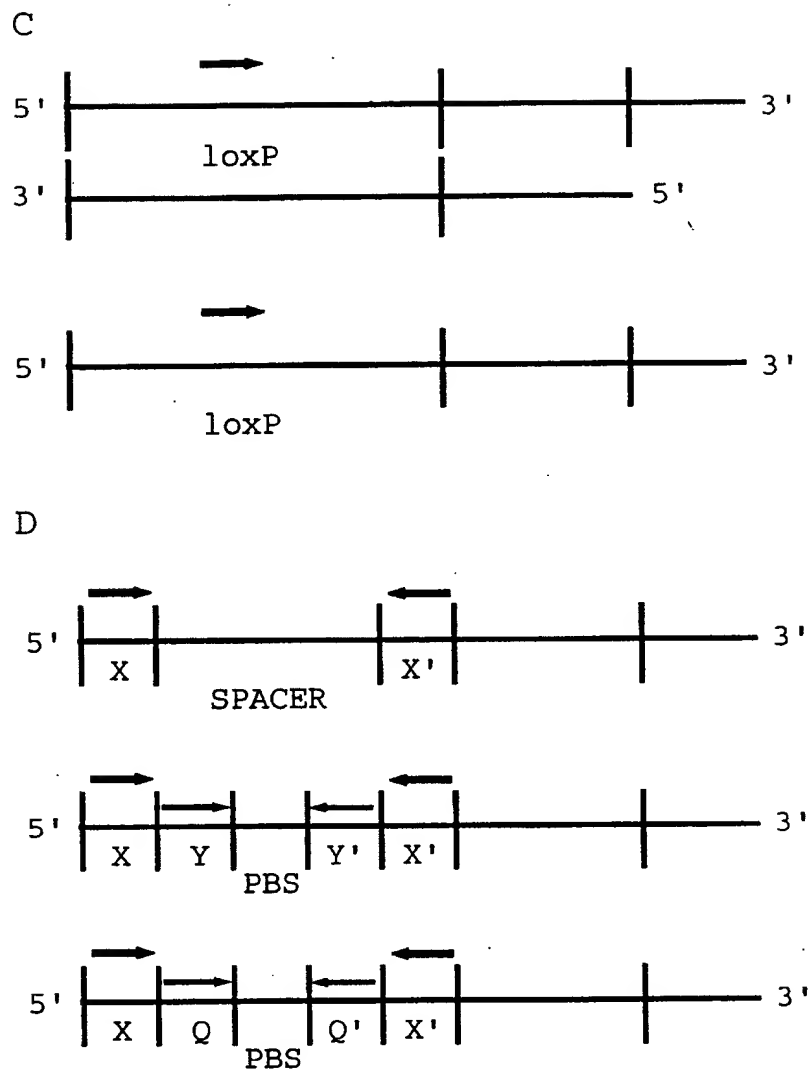 C
5' 3'
loxP
3' 5'
5' 3'
loxP
D
5' X X' 3'
SPACER
5' X Y Y' X' 3'
PBS
5' X Q Q' X' 3'
PBS